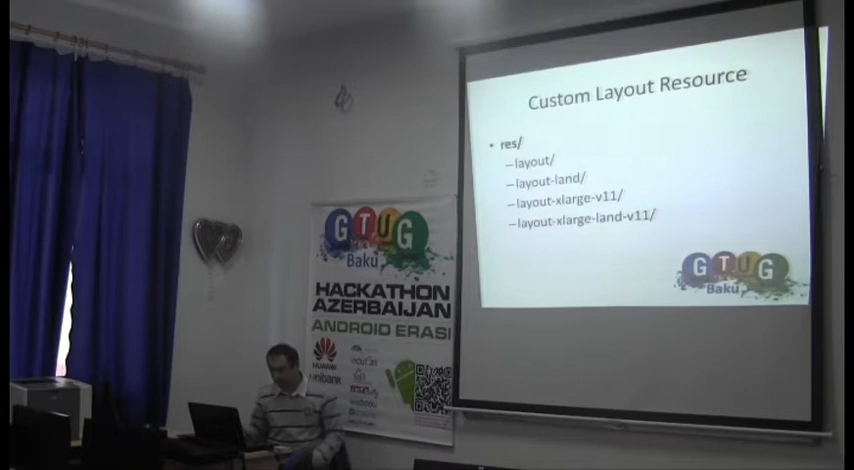 Custom Layout Resource
• res/
–layout/
–layout-land/
–layout-xlarge-v11/
–layout-xlarge-land-v11/
GTUG
Baku
GTUG
Baku
HACKATHON
AZERBAIJAN
ANDROID ERASI
HUAWEI
unibank